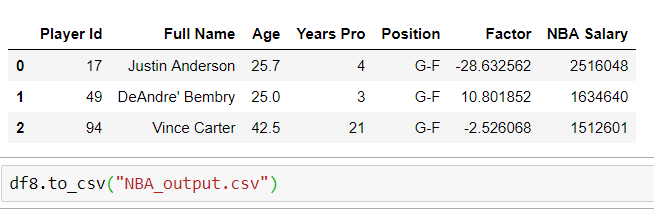 Player Id Full Name Age Years Pro Position Factor NBA Salary
0 17 Justin Anderson 25.7 4 G-F -28.632562 2516048
1 49 DeAndre' Bembry 25.0 3 G-F 10.801852 1634640
2 94 Vince Carter 42.5 21 G-F -2.526068 1512601
df8.to_csv("NBA_output.csv")